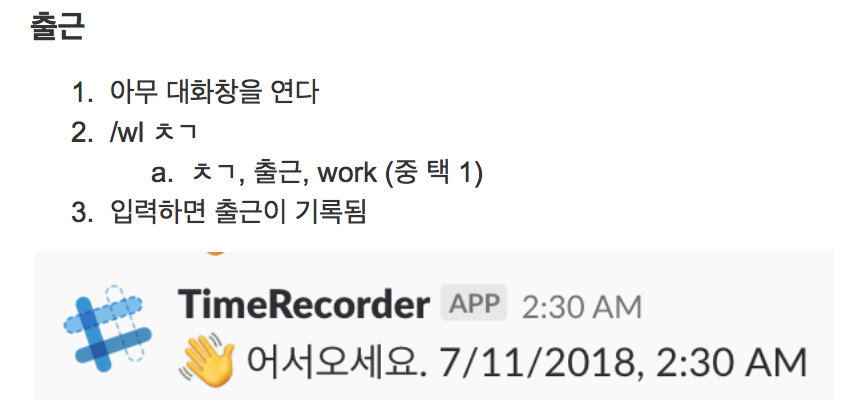 출근
1. 아무 대화창을 연다
2. /wl ㅊㄱ
a. ㅊㄱ, 출근, work (중 택 1)
3. 입력하면 출근이 기록됨
TimeRecorder APP 2:30 AM
👋 어서오세요. 7/11/2018, 2:30 AM